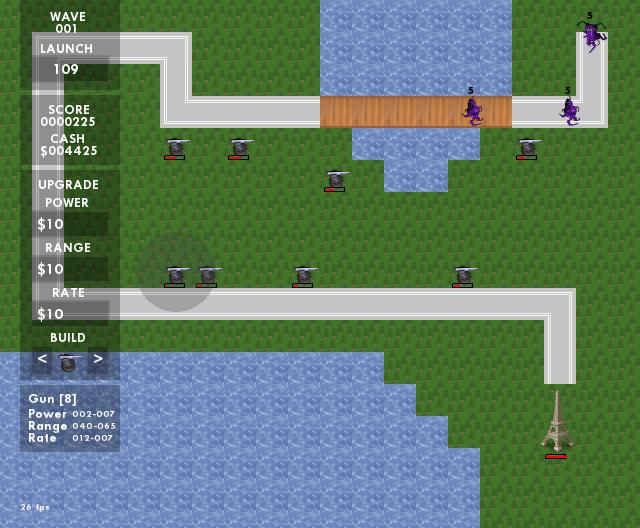 WAVE
001
LAUNCH
109
SCORE
0000225
CASH
$004425
UPGRADE
POWER
$10
RANGE
$10
RATE
$10
BUILD
< >
Gun [8]
Power 002-007
Range 040-065
Rate 012-007
26 fps
5
5
5